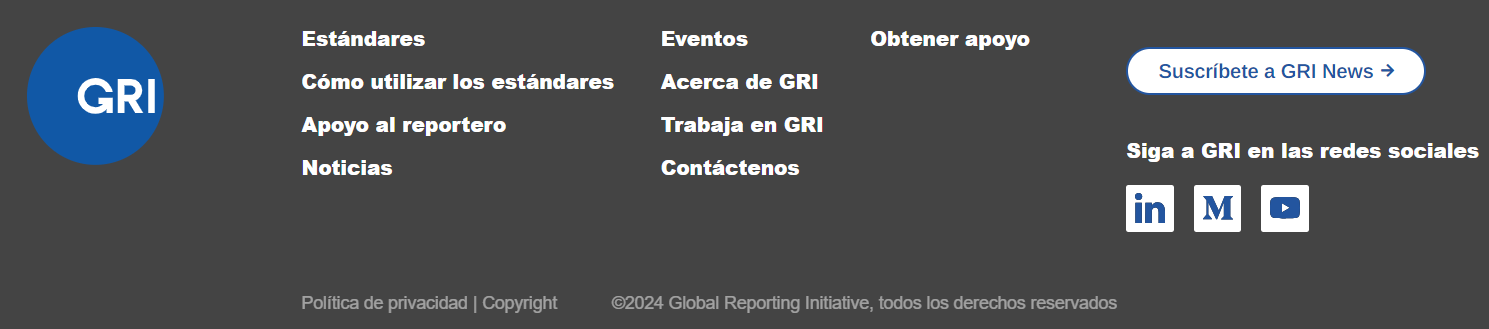 GRI
Estándares
Cómo utilizar los estándares
Apoyo al reportero
Noticias
Eventos
Acerca de GRI
Trabaja en GRI
Contáctenos
Obtener apoyo
Suscríbete a GRI News →
Siga a GRI en las redes sociales
in M
Política de privacidad | Copyright
©2024 Global Reporting Initiative, todos los derechos reservados